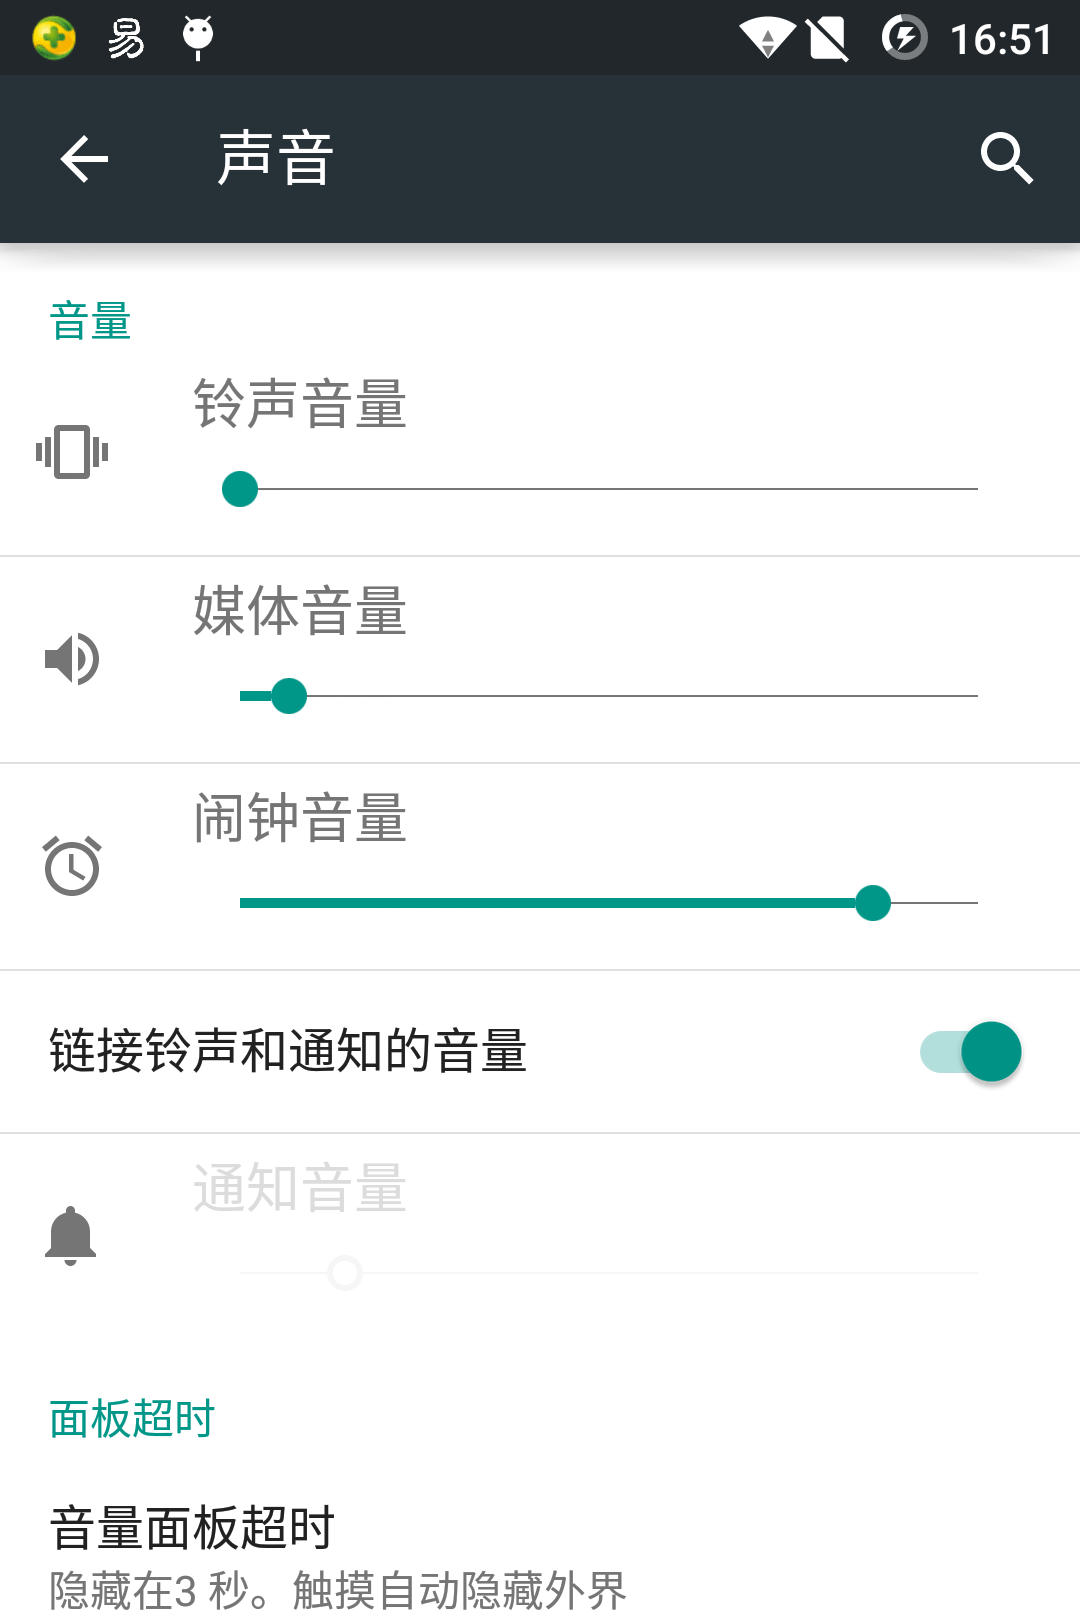 易
16:51
声音
音量
铃声音量
媒体音量
闹钟音量
链接铃声和通知的音量
通知音量
面板超时
音量面板超时
隐藏在3 秒。触摸自动隐藏外界